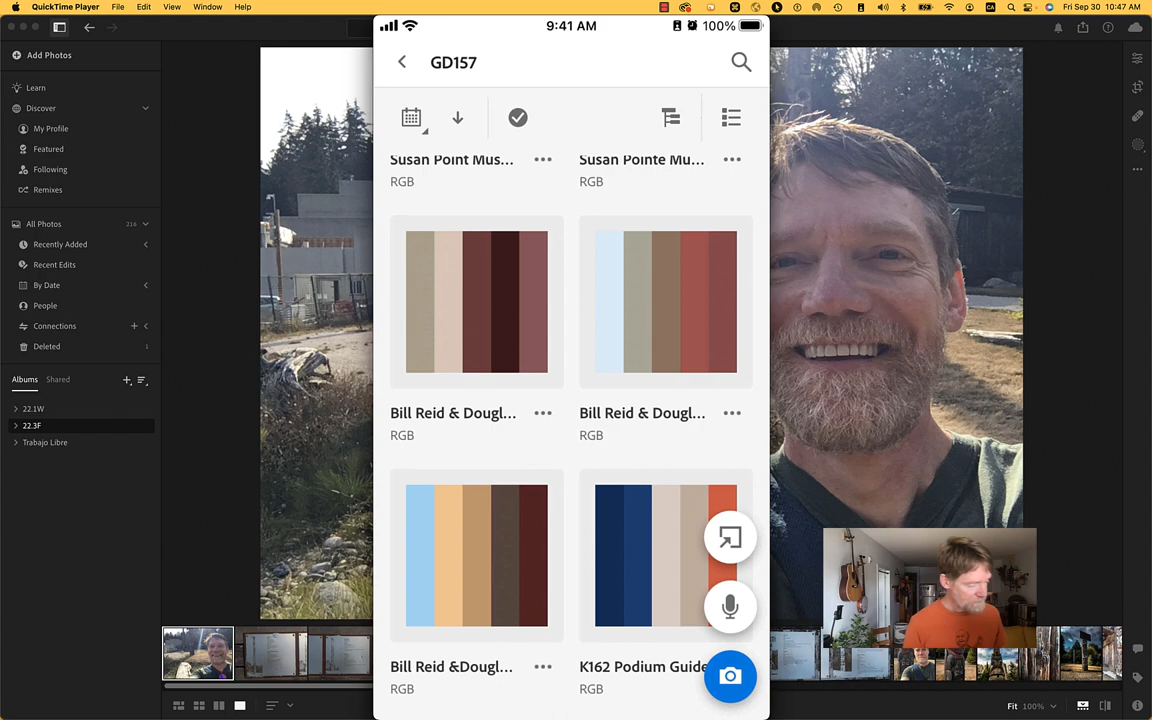 QuickTime Player File Edit View Window Help
CA Fri Sep 30 10:47 AM
9:41 AM 100%
GD157
Add Photos
Learn
Discover
My Profile
Featured
Following
Remixes
All Photos 216
Recently Added
Recent Edits
By Date
People
Connections
Deleted 1
Albums Shared
22.1W
22.3F
Trabajo Libre
Susan Point Mus... Susan Pointe Mu...
RGB RGB
Bill Reid & Dougl... Bill Reid & Dougl...
RGB RGB
Bill Reid &Dougl... K162 Podium Guide
RGB RGB
Fit 100%